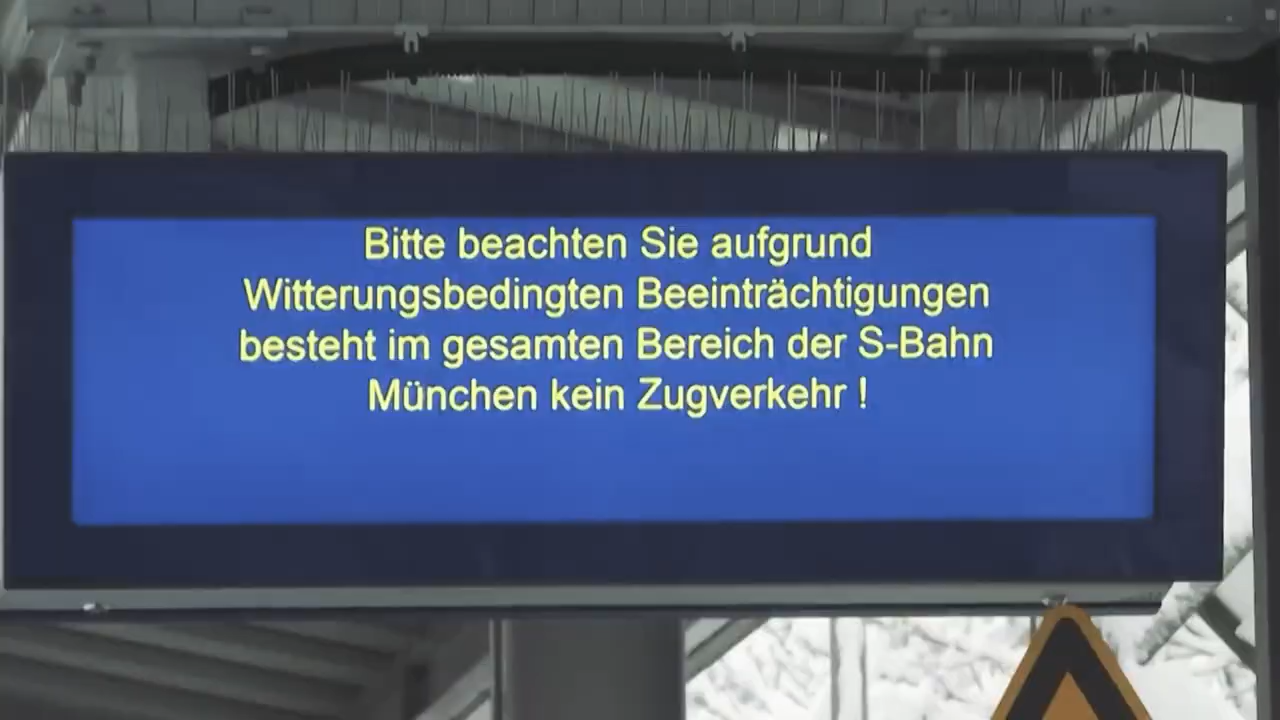 Bitte beachten Sie aufgrund
Witterungsbedingten Beeinträchtigungen
besteht im gesamten Bereich der S-Bahn
München kein Zugverkehr !